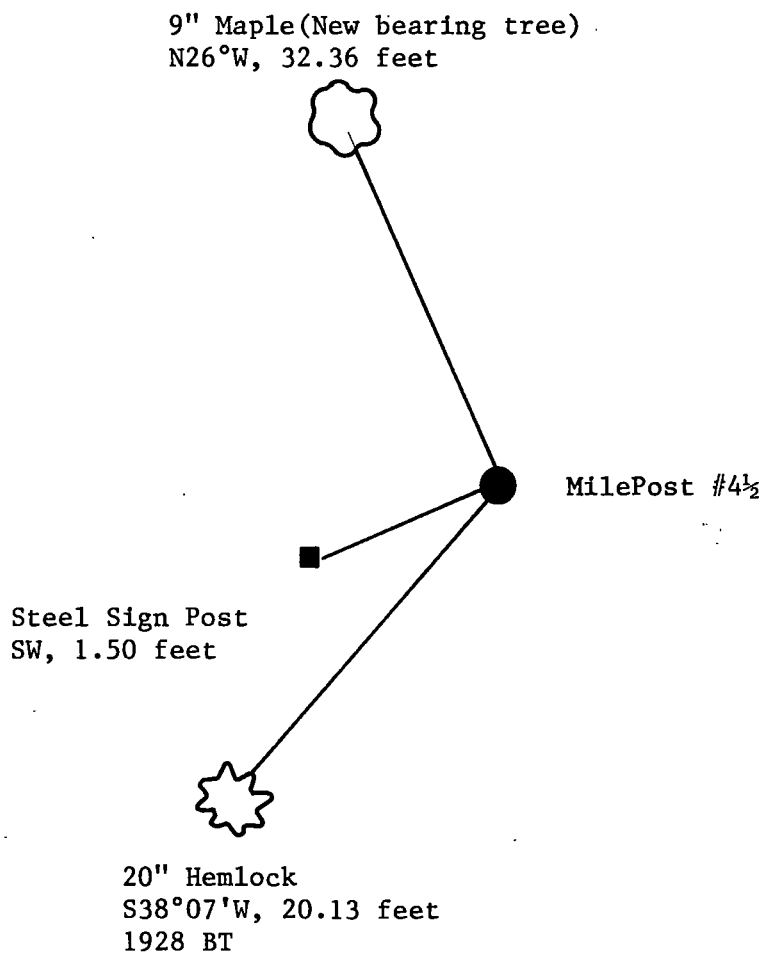 9" Maple(New bearing tree)
N26°W, 32.36 feet
MilePost #4½
Steel Sign Post
SW, 1.50 feet
20" Hemlock
S38°07'W, 20.13 feet
1928 BT